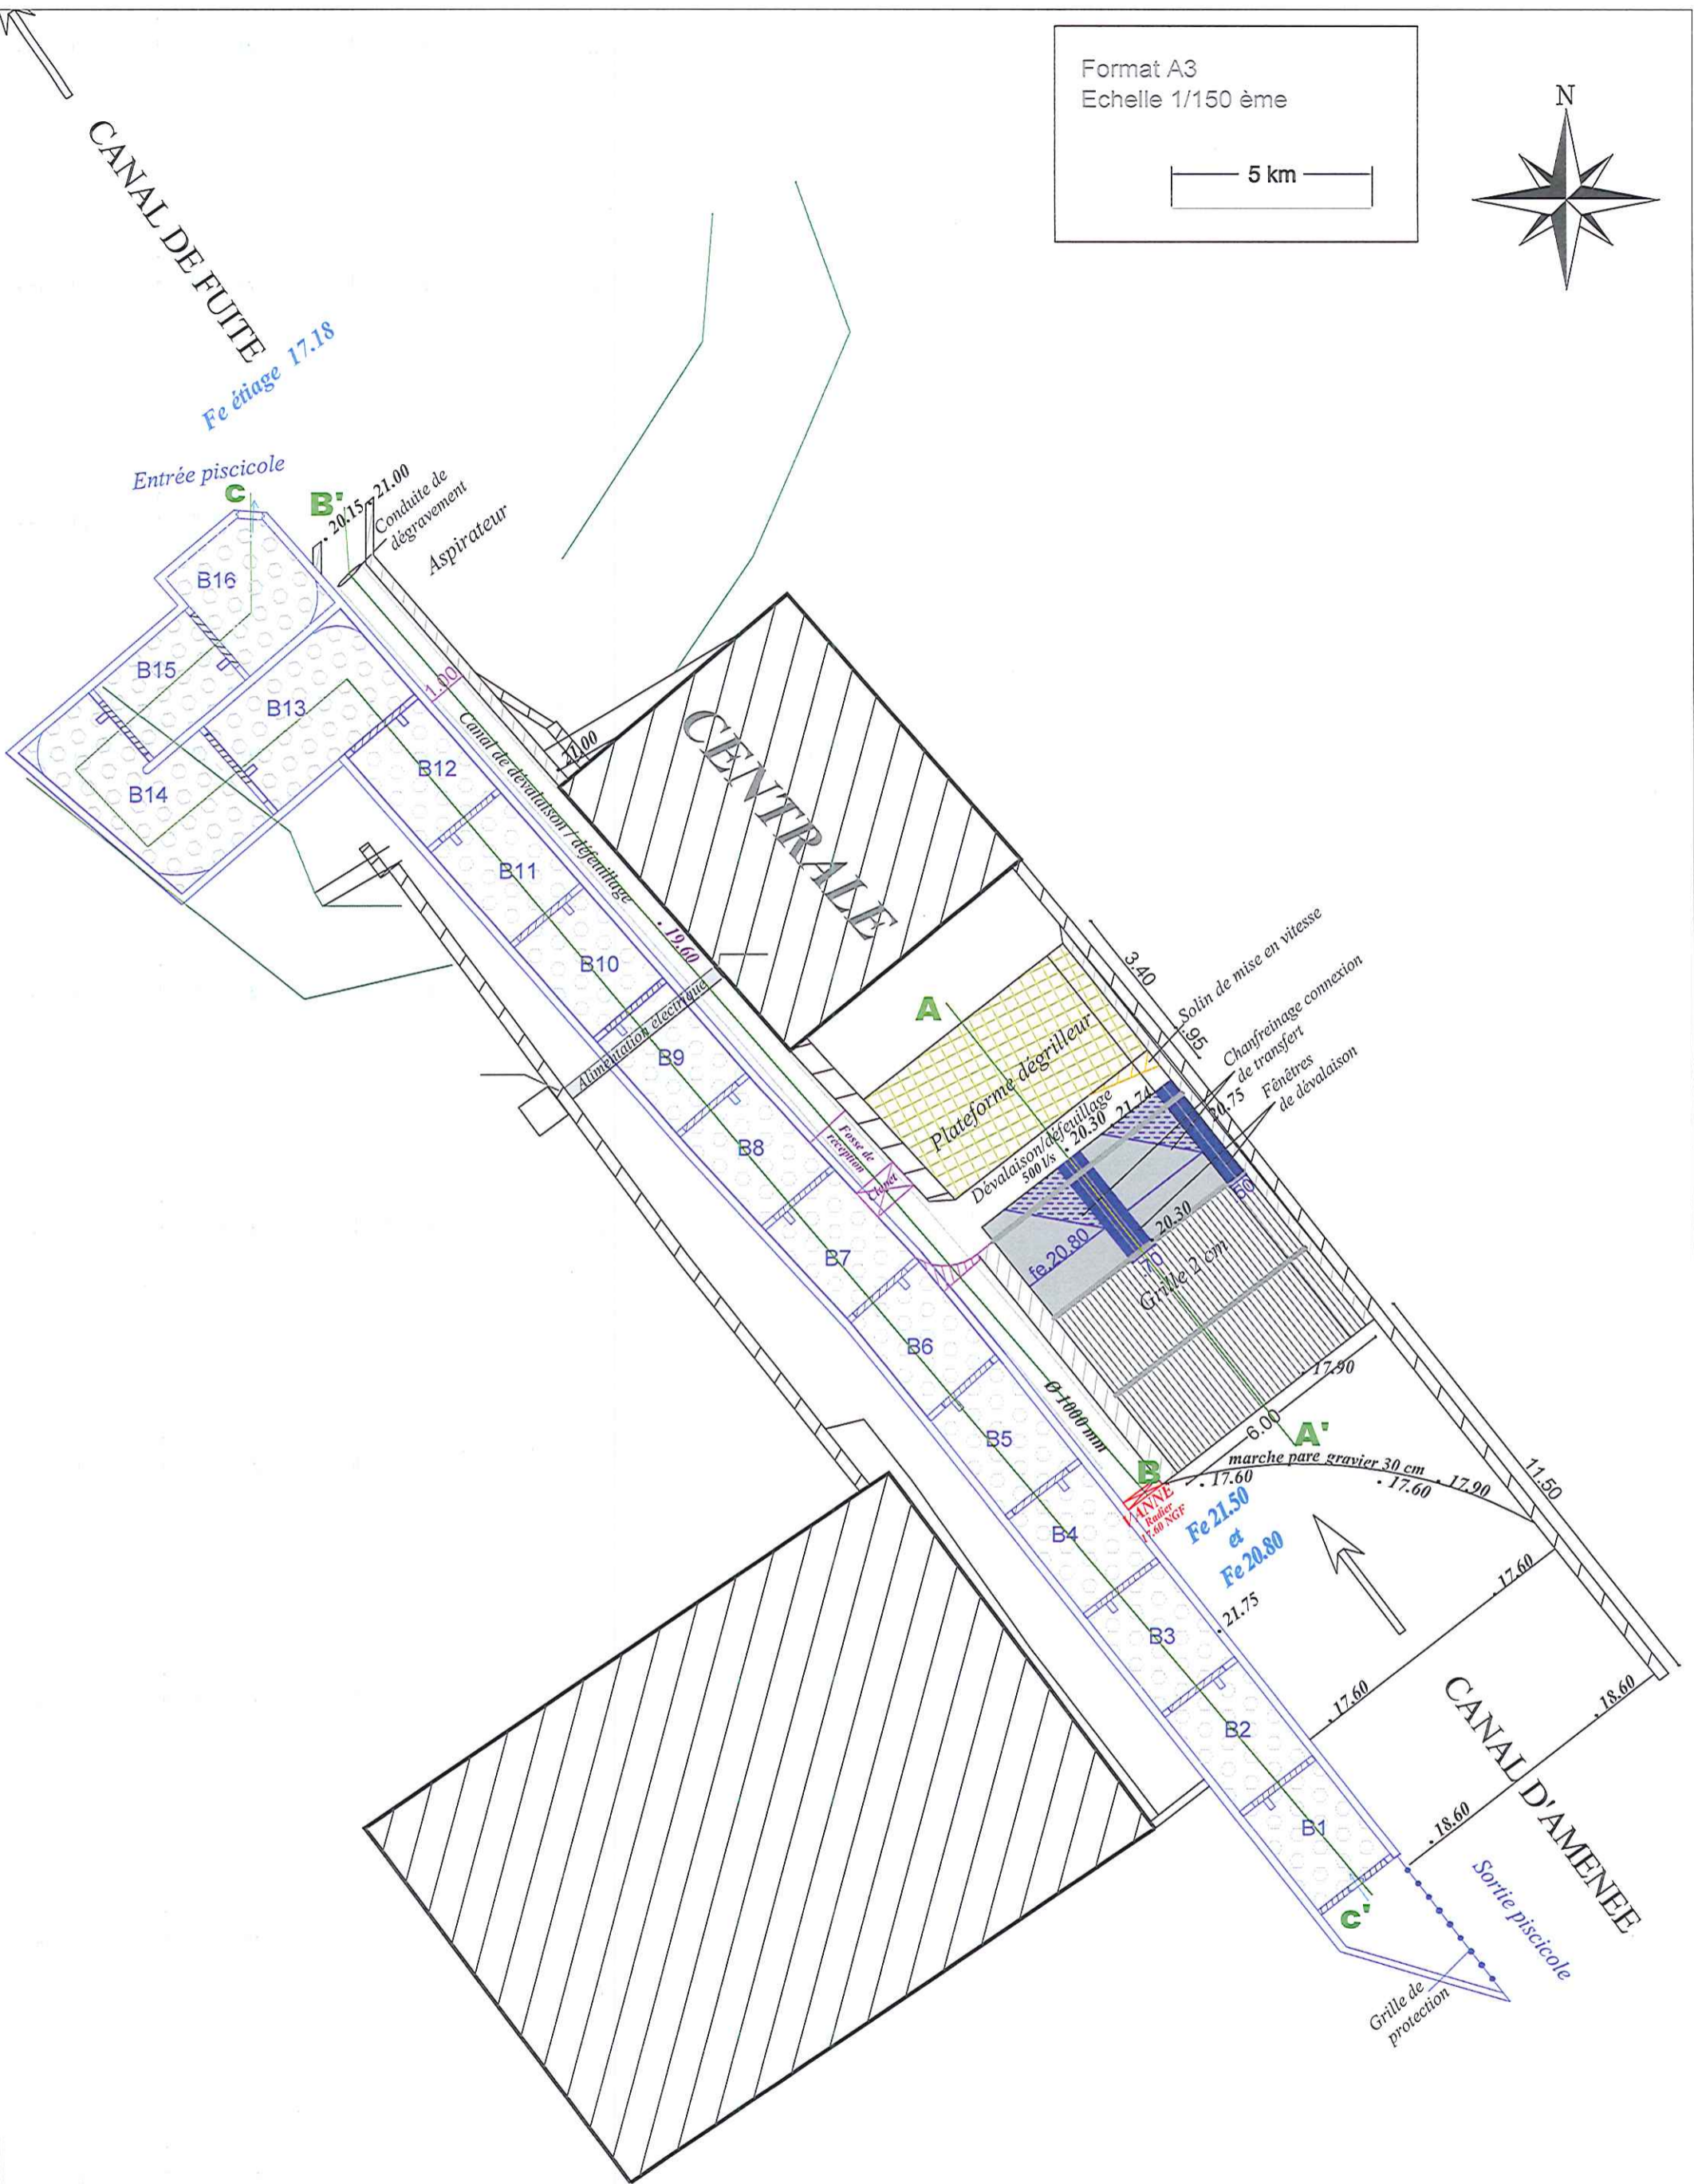 Format A3
Echelle 1/150 ème
5 km
N
CANAL DE FUITE
Fe étiage 17.18
Entrée piscicole
C
B'
. 20.15
. 21.00
Conduite de
dégravement
Aspirateur
B16
B15
B13
B14
1.00
B12
Canal de dévalaison / défeuillage
1.00
CENTRALE
B11
. 19.60
B10
Alimentation électrique
B9
B8
B7
B6
B5
B4
B3
B2
B1
Fosse de
réception
Clapet
A
Plateforme dégrilleur
3.40
Solin de mise en vitesse
.95
Chanfreinage connexion
de transfert
Fênêtres
de dévalaison
Dévalaison/défeuillage
500 l/s
. 20.30
21.74
20.75
.50
fe.20.80
20.30
.70
Grille 2 cm
. 17.90
6.00
A'
Ø 1000 mm
B
VANNE
Radier
17.60 NGF
marche pare gravier 30 cm
. 17.60
. 17.60
. 17.90
11.50
Fe 21.50
et
Fe 20.80
. 21.75
. 17.60
. 17.60
. 18.60
. 18.60
CANAL D'AMENEE
C'
Sortie piscicole
Grille de
protection